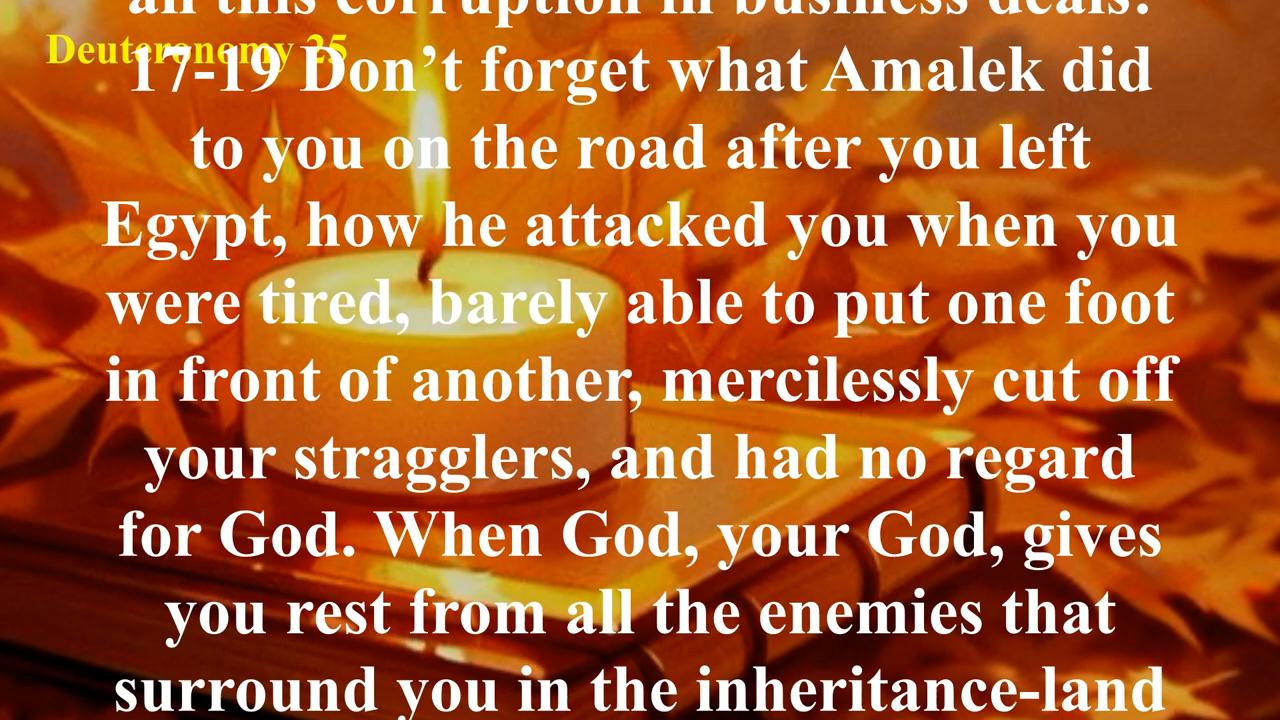 all this corruption in business deals!
Deuteronomy 25
17-19 Don’t forget what Amalek did
to you on the road after you left
Egypt, how he attacked you when you
were tired, barely able to put one foot
in front of another, mercilessly cut off
your stragglers, and had no regard
for God. When God, your God, gives
you rest from all the enemies that
surround you in the inheritance-land